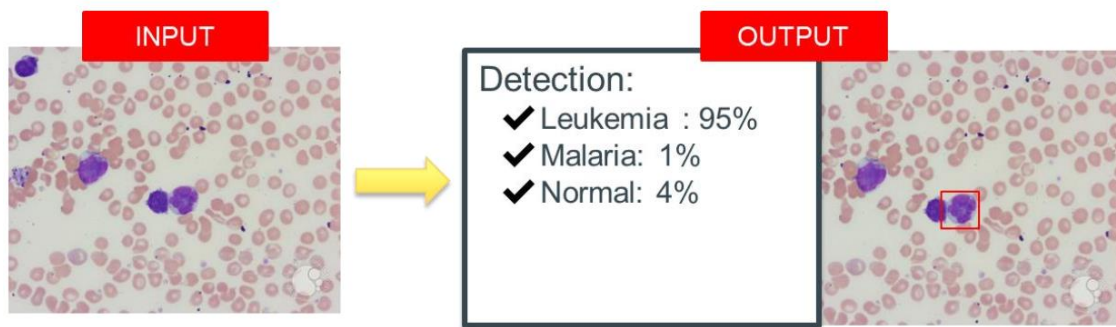 INPUT
OUTPUT
Detection:
✔ Leukemia : 95%
✔ Malaria: 1%
✔ Normal: 4%